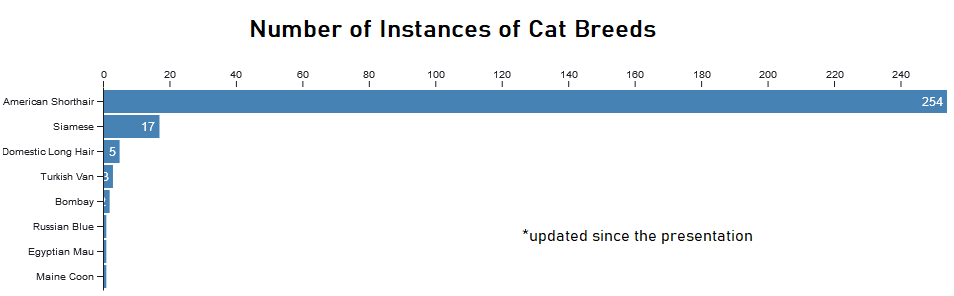 Number of Instances of Cat Breeds
0 20 40 60 80 100 120 140 160 180 200 220 240
American Shorthair 254
Siamese 17
Domestic Long Hair 5
Turkish Van 3
Bombay 2
Russian Blue
*updated since the presentation
Egyptian Mau
Maine Coon